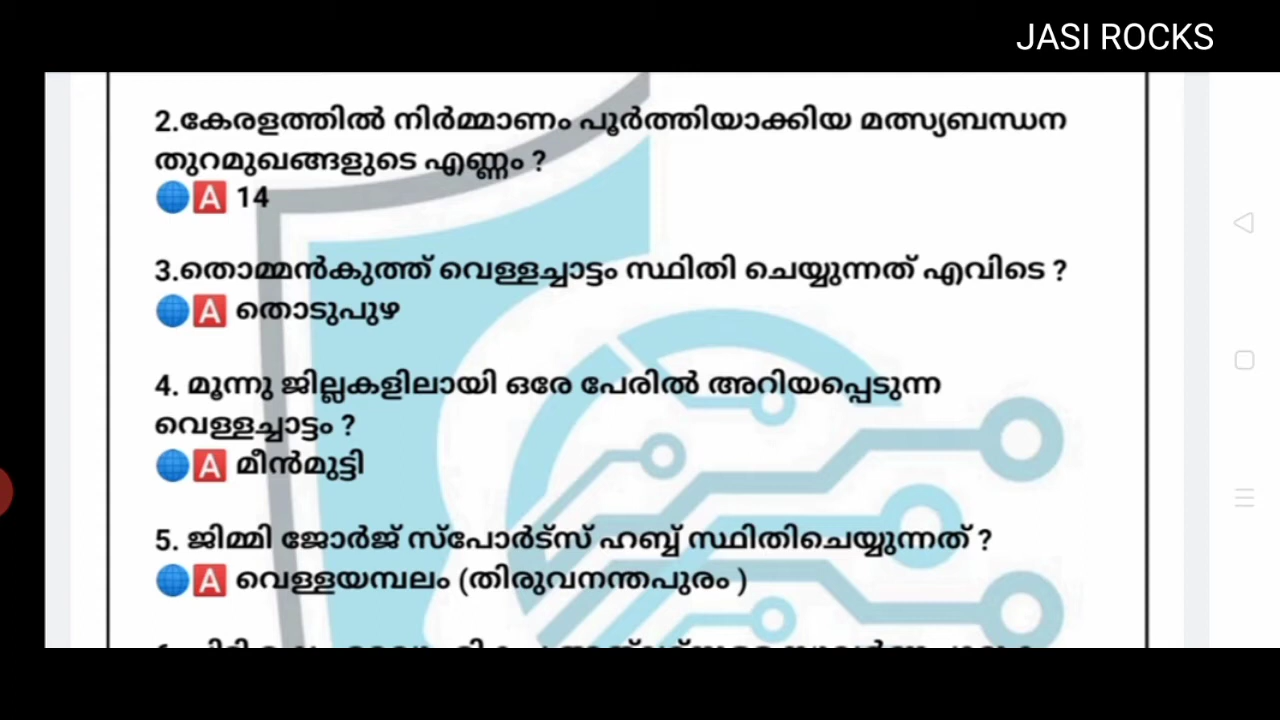 JASI ROCKS
2.കേരളത്തിൽ നിർമ്മാണം പൂർത്തിയാക്കിയ മത്സ്യബന്ധന
തുറമുഖങ്ങളുടെ എണ്ണം ?
🌐🅰 14
3.തൊമ്മൻകുത്ത് വെള്ളച്ചാട്ടം സ്ഥിതി ചെയ്യുന്നത് എവിടെ ?
🌐🅰 തൊടുപുഴ
4. മൂന്നു ജില്ലകളിലായി ഒരേ പേരിൽ അറിയപ്പെടുന്ന
വെള്ളച്ചാട്ടം ?
🌐🅰 മീൻമുട്ടി
5. ജിമ്മി ജോർജ് സ്പോർട്സ് ഹബ്ബ് സ്ഥിതിചെയ്യുന്നത് ?
🌐🅰 വെള്ളയമ്പലം (തിരുവനന്തപുരം )